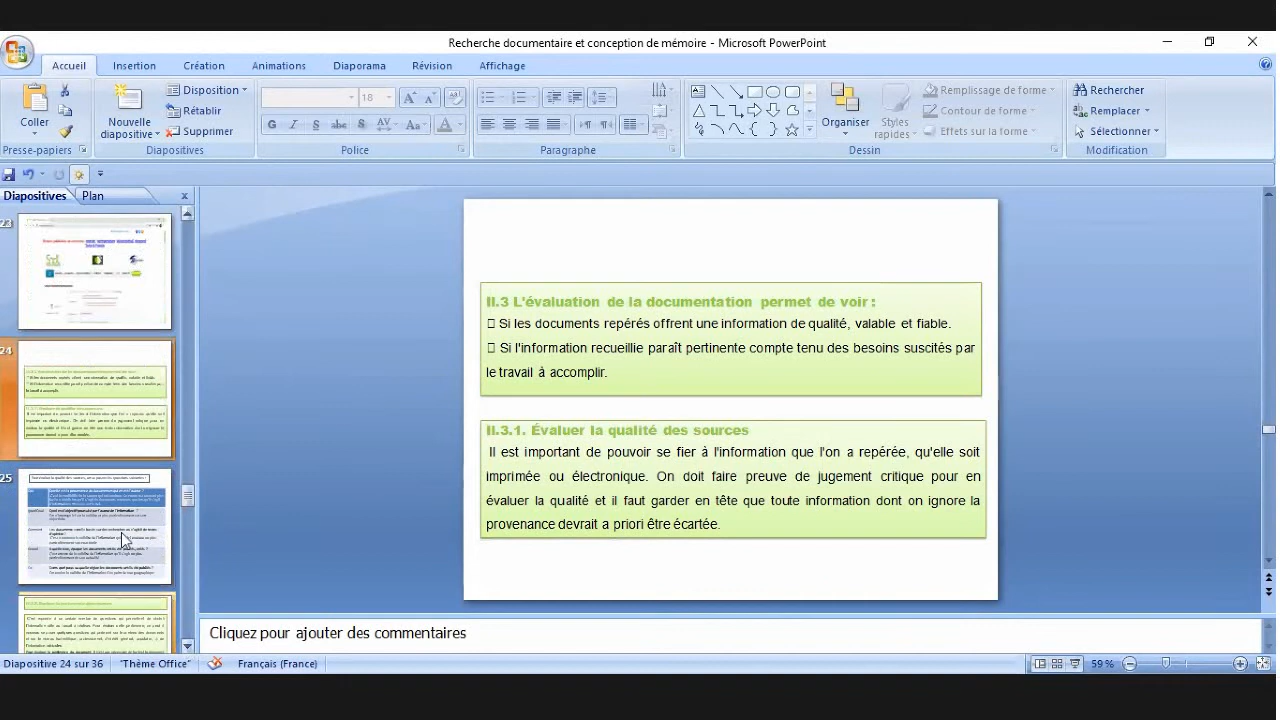 Recherche documentaire et conception de mémoire - Microsoft PowerPoint
Accueil Insertion Création Animations Diaporama Révision Affichage
Coller
Presse-papiers
Nouvelle
diapositive
Disposition
Rétablir
Supprimer
Diapositives
18
G I S abc S AV Aa A
Police
Paragraphe
Organiser
Styles
rapides
Remplissage de forme
Contour de forme
Effets sur la forme
Dessin
Rechercher
Remplacer
Sélectionner
Modification
Diapositives Plan
23
24
25
II.3 L'évaluation de la documentation permet de voir :
Si les documents repérés offrent une information de qualité, valable et fiable.
Si l'information recueillie paraît pertinente compte tenu des besoins suscités par
le travail à accomplir.
II.3.1. Évaluer la qualité des sources
Il est important de pouvoir se fier à l'information que l'on a repérée, qu'elle soit
imprimée ou électronique. On doit faire preuve de jugement critique pour en
évaluer la qualité et il faut garder en tête que toute information dont on ignore la
provenance devrait a priori être écartée.
Cliquez pour ajouter des commentaires
Diapositive 24 sur 36 "Thème Office" Français (France) 59 %